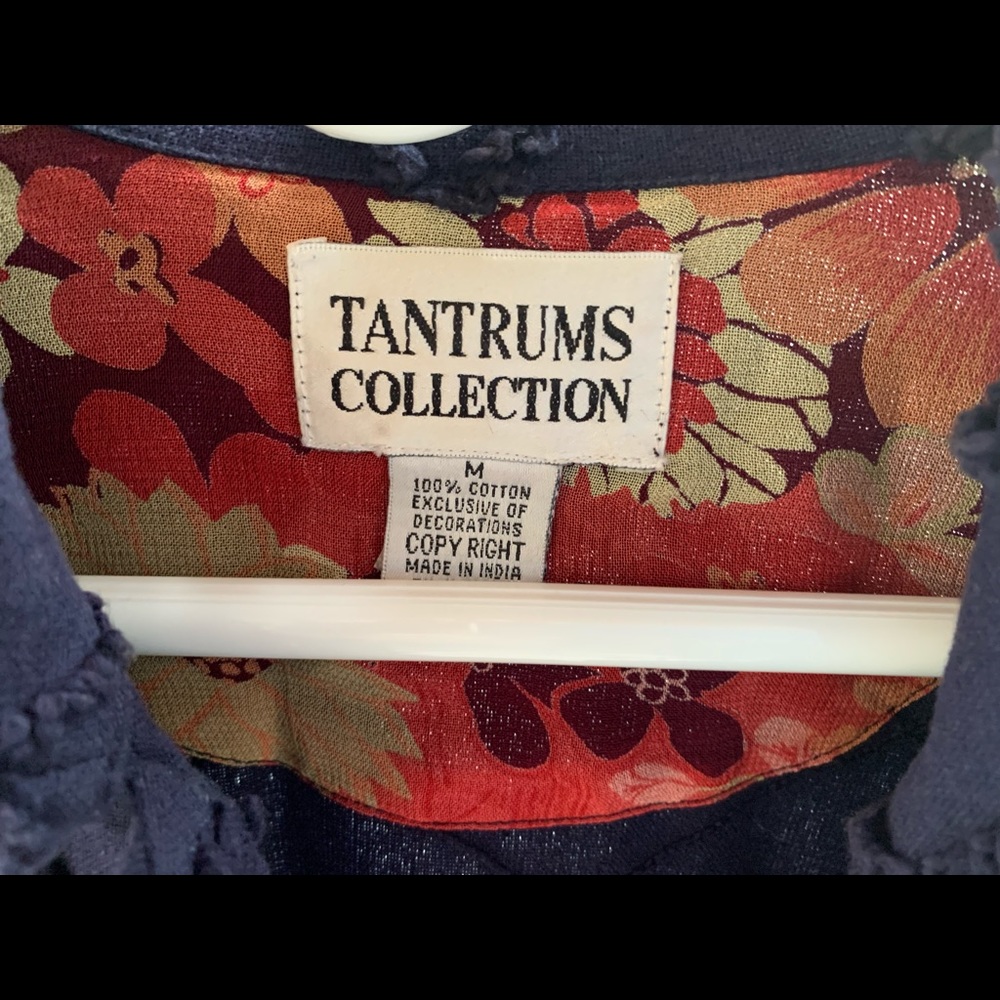 TANTRUMS
COLLECTION
M
100% COTTON
EXCLUSIVE OF
DECORATIONS
COPY RIGHT
MADE IN INDIA